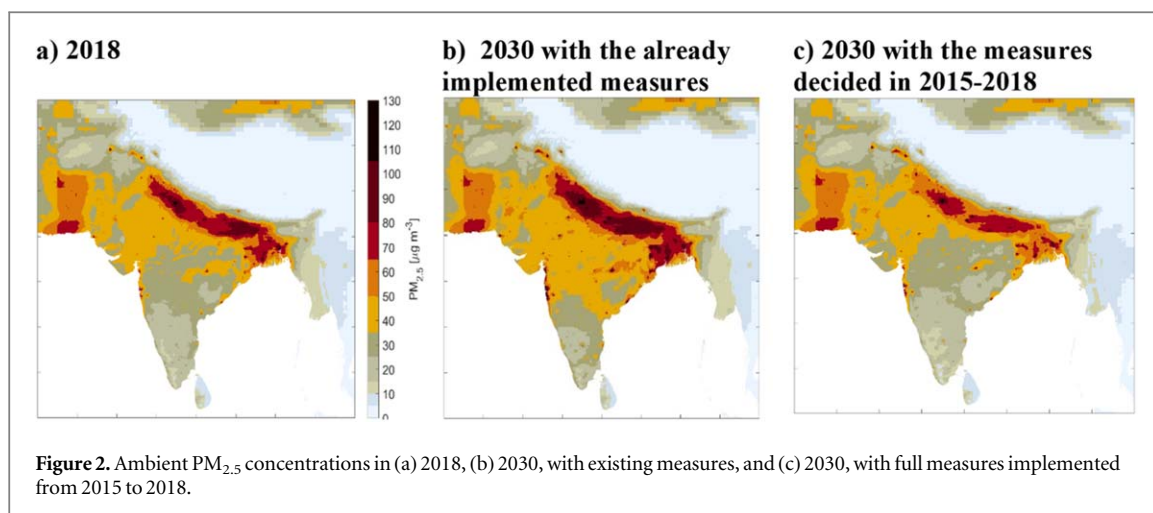 a) 2018
b) 2030 with the already
implemented measures
c) 2030 with the measures
decided in 2015-2018
130
120
110
100
90
80
70
60
50
40
30
20
10
0
PM2.5 [µg m-3]
Figure 2. Ambient PM2.5 concentrations in (a) 2018, (b) 2030, with existing measures, and (c) 2030, with full measures implemented
from 2015 to 2018.